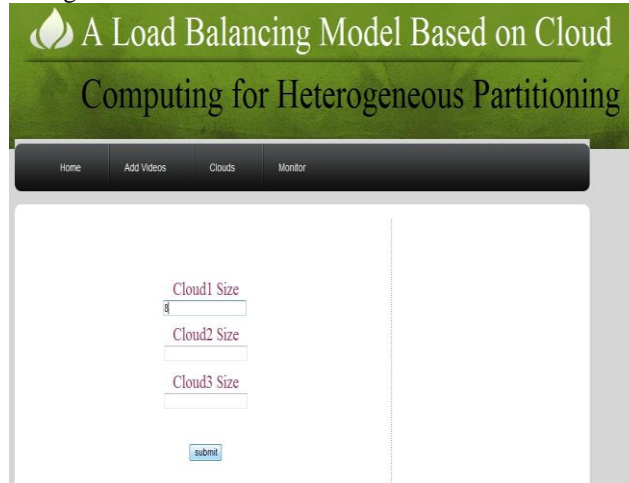 A Load Balancing Model Based on Cloud
Computing for Heterogeneous Partitioning
Home Add Videos Clouds Monitor
Cloud1 Size
8
Cloud2 Size
Cloud3 Size
submit